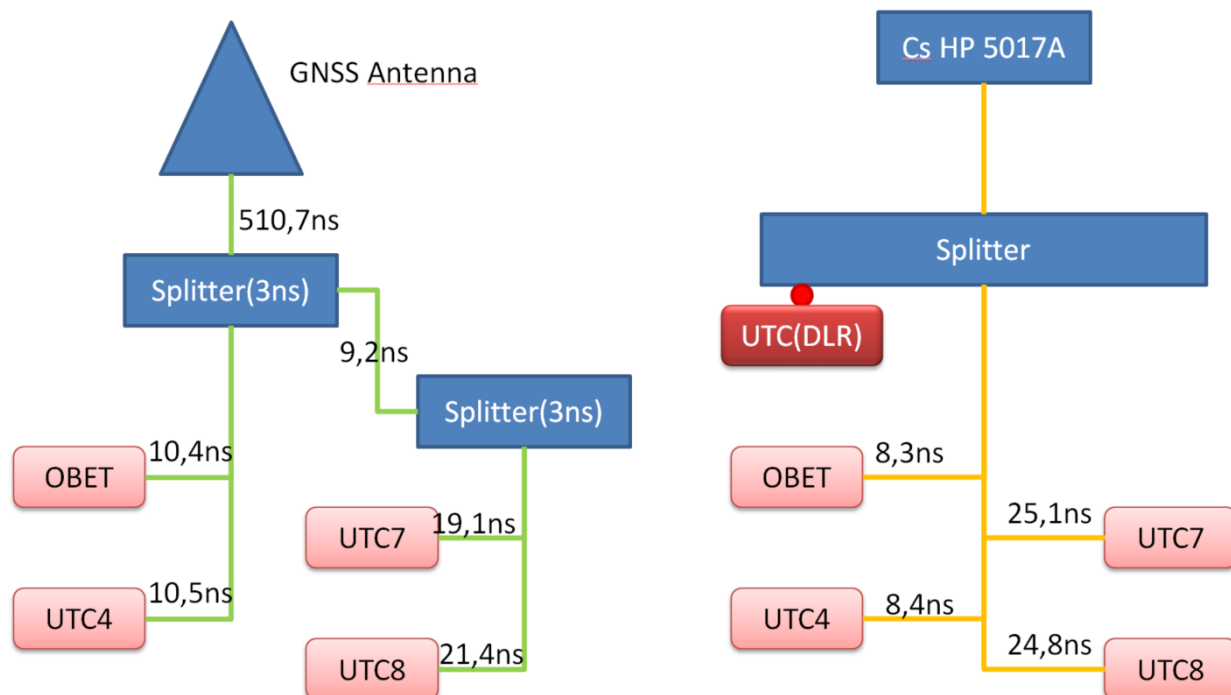 GNSS Antenna
510,7ns
Splitter(3ns)
9,2ns
Splitter(3ns)
10,4ns
OBET
19,1ns
UTC7
10,5ns
UTC4
21,4ns
UTC8
Cs HP 5017A
Splitter
UTC(DLR)
8,3ns
OBET
25,1ns
UTC7
8,4ns
UTC4
24,8ns
UTC8